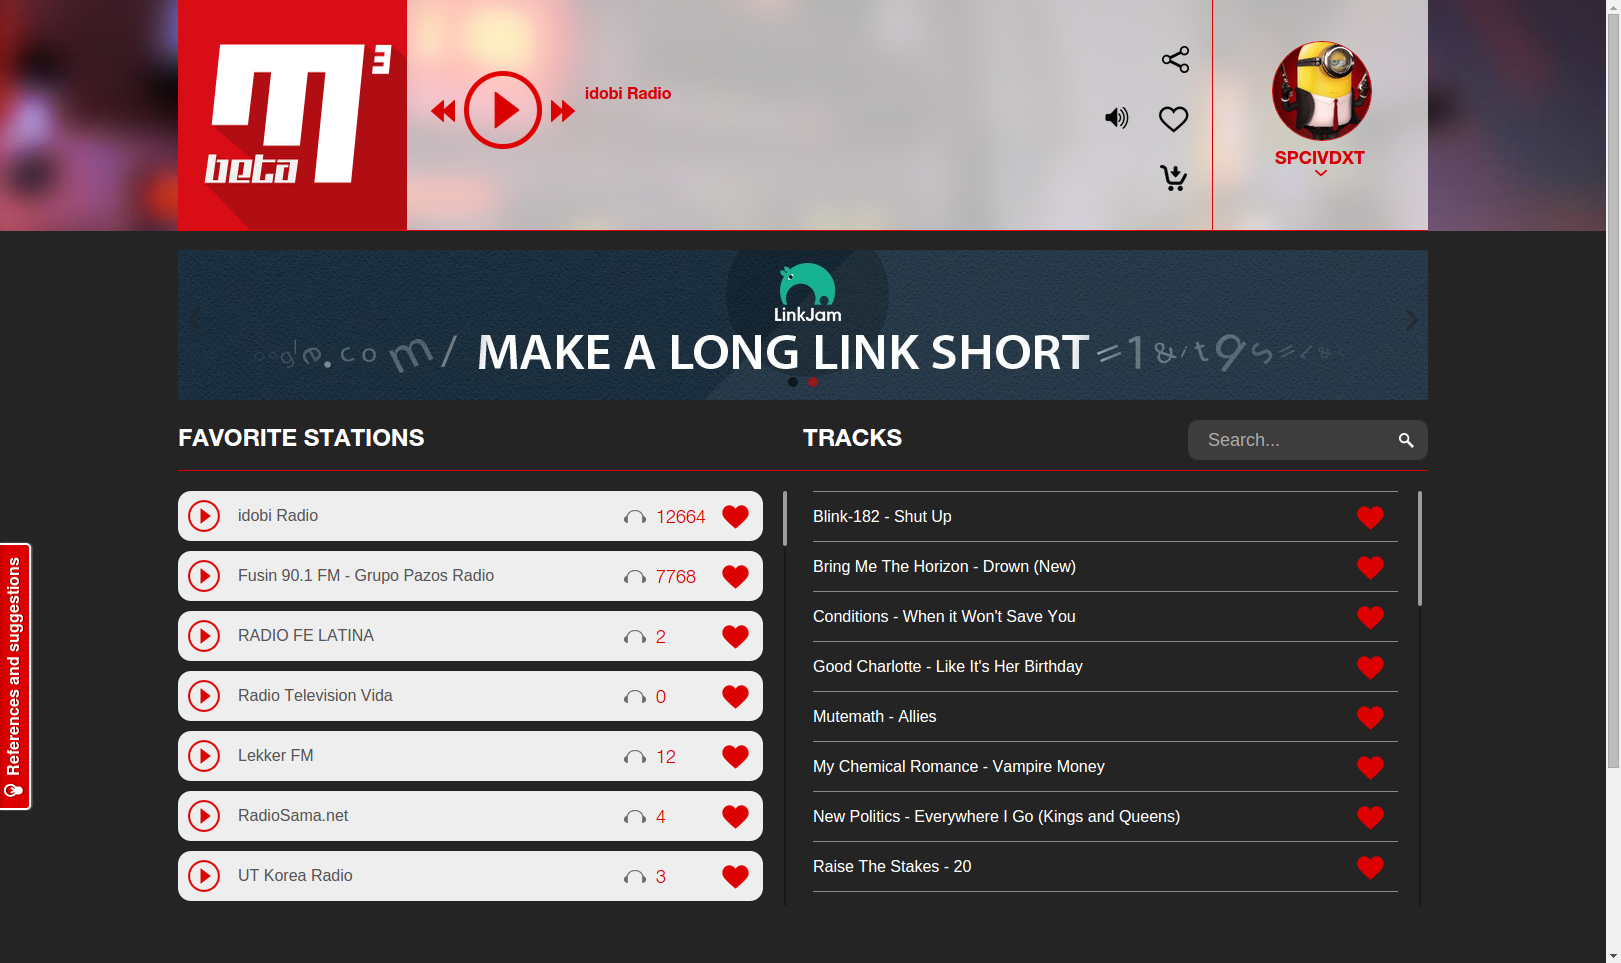 m3
beta
idobi Radio
SPCIVDXT
LinkJam
oogle.com/ MAKE A LONG LINK SHORT =1&it9s=1&
FAVORITE STATIONS
TRACKS
Search...
idobi Radio 12664
Fusin 90.1 FM - Grupo Pazos Radio 7768
RADIO FE LATINA 2
Radio Television Vida 0
Lekker FM 12
RadioSama.net 4
UT Korea Radio 3
Blink-182 - Shut Up
Bring Me The Horizon - Drown (New)
Conditions - When it Won't Save You
Good Charlotte - Like It's Her Birthday
Mutemath - Allies
My Chemical Romance - Vampire Money
New Politics - Everywhere I Go (Kings and Queens)
Raise The Stakes - 20
References and suggestions